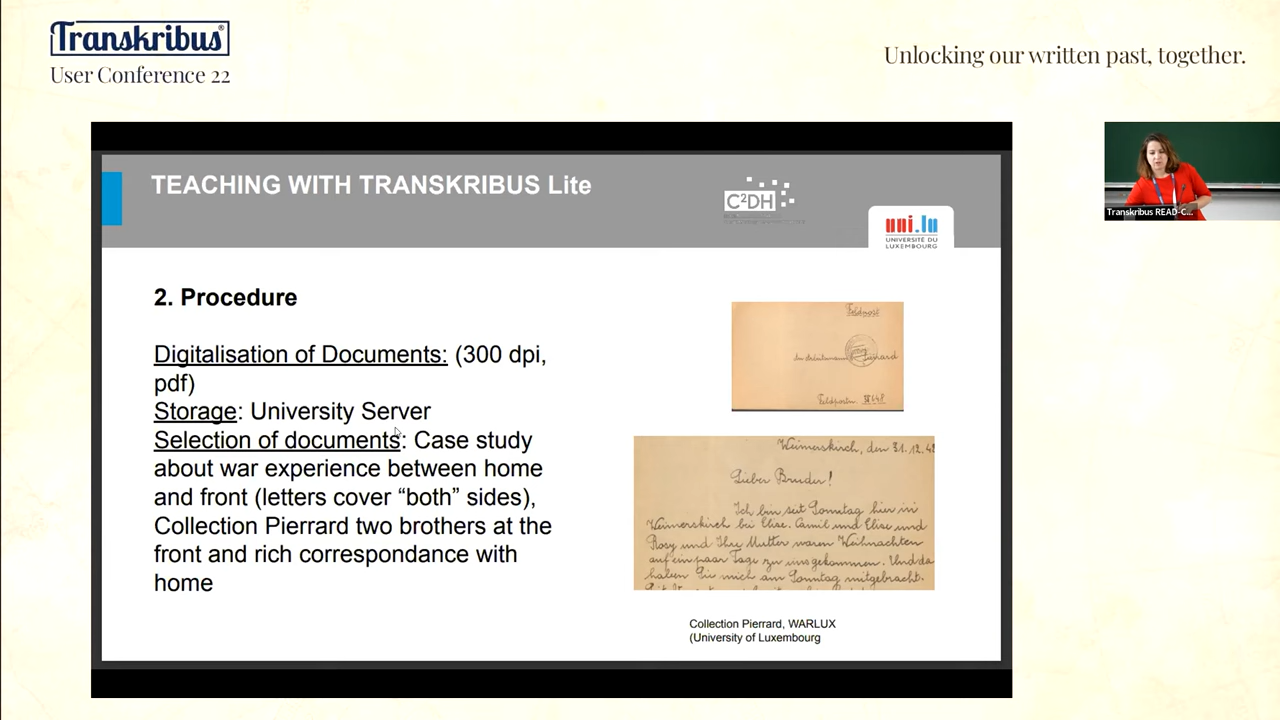 Transkribus®
User Conference 22
Unlocking our written past, together.
TEACHING WITH TRANSKRIBUS Lite
C²DH
uni.lu
UNIVERSITÉ DU
LUXEMBOURG
Transkribus READ-C...
2. Procedure
Digitalisation of Documents: (300 dpi,
pdf)
Storage: University Server
Selection of documents: Case study
about war experience between home
and front (letters cover “both” sides),
Collection Pierrard two brothers at the
front and rich correspondance with
home
Feldpost
Feldpostn.
Weimerskirch, den 31.12.42
Lieber Bruder!
Ich bin seit Sonntag hier in
Weimerskirch bei Elise. Camil und Elise und
Rosy und Ihre Mutter waren Weihnachten
auf ein paar Tage zu uns gekommen. Und da
haben Sie mich am Sonntag mitgebracht.
Collection Pierrard, WARLUX
(University of Luxembourg